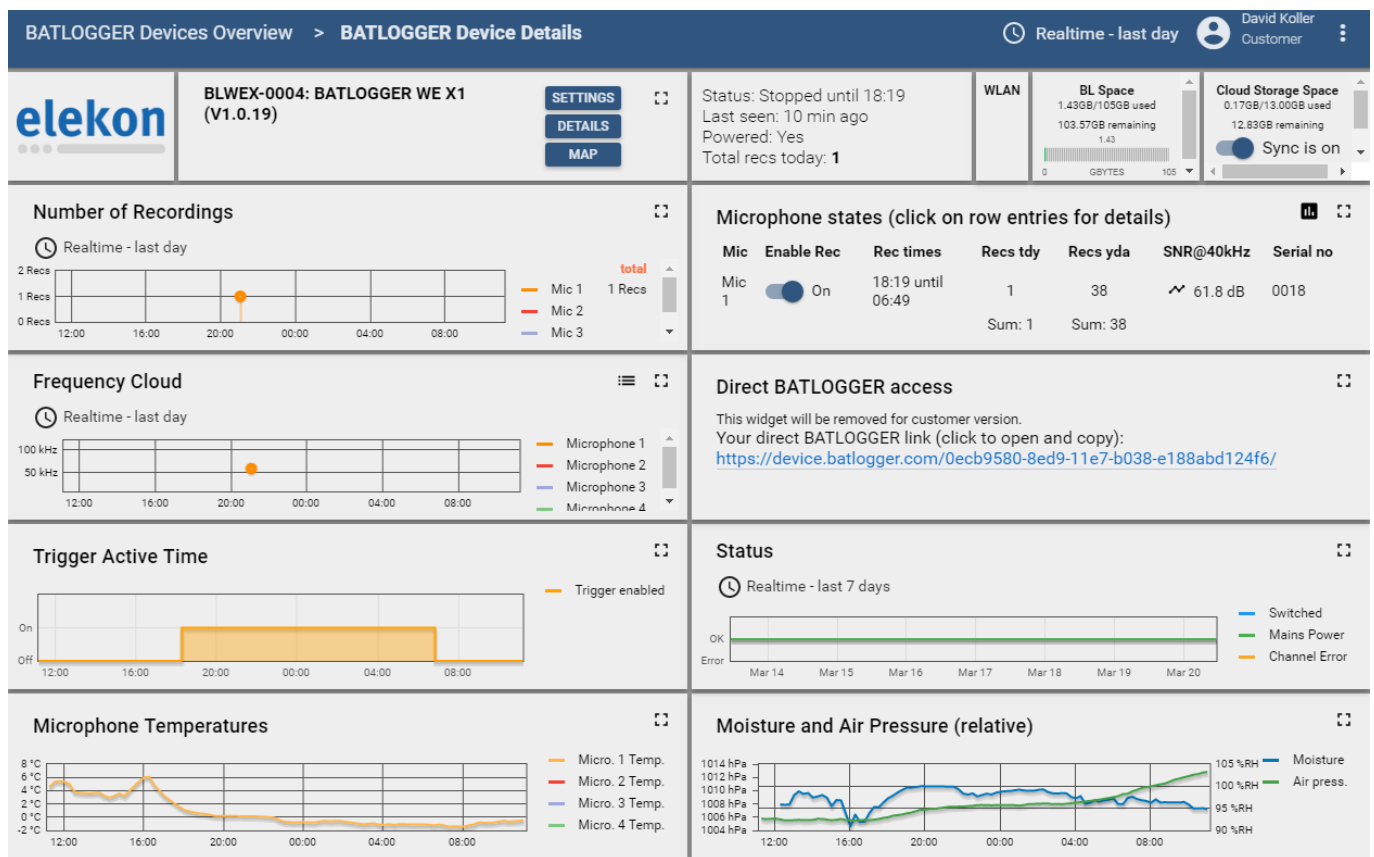 BATLOGGER Devices Overview > BATLOGGER Device Details
Realtime - last day
David Koller
Customer
elekon
BLWEX-0004: BATLOGGER WE X1
(V1.0.19)
SETTINGS
DETAILS
MAP
Status: Stopped until 18:19
Last seen: 10 min ago
Powered: Yes
Total recs today: 1
WLAN
BL Space
1.43GB/105GB used
103.57GB remaining
1.43
0 GBYTES 105
Cloud Storage Space
0.17GB/13.00GB used
12.83GB remaining
Sync is on
Number of Recordings
Realtime - last day
2 Recs
1 Recs
0 Recs
12:00 16:00 20:00 00:00 04:00 08:00
total
Mic 1 1 Recs
Mic 2
Mic 3
Microphone states (click on row entries for details)
Mic Enable Rec Rec times Recs tdy Recs yda SNR@40kHz Serial no
Mic 1 On 18:19 until 06:49 1 38 61.8 dB 0018
Sum: 1 Sum: 38
Frequency Cloud
Realtime - last day
100 kHz
50 kHz
12:00 16:00 20:00 00:00 04:00 08:00
Microphone 1
Microphone 2
Microphone 3
Microphone 4
Direct BATLOGGER access
This widget will be removed for customer version.
Your direct BATLOGGER link (click to open and copy):
https://device.batlogger.com/0ecb9580-8ed9-11e7-b038-e188abd124f6/
Trigger Active Time
Trigger enabled
On
Off
12:00 16:00 20:00 00:00 04:00 08:00
Status
Realtime - last 7 days
OK
Error
Mar 14 Mar 15 Mar 16 Mar 17 Mar 18 Mar 19 Mar 20
Switched
Mains Power
Channel Error
Microphone Temperatures
8 °C
6 °C
4 °C
2 °C
0 °C
-2 °C
12:00 16:00 20:00 00:00 04:00 08:00
Micro. 1 Temp.
Micro. 2 Temp.
Micro. 3 Temp.
Micro. 4 Temp.
Moisture and Air Pressure (relative)
1014 hPa
1012 hPa
1010 hPa
1008 hPa
1006 hPa
1004 hPa
12:00 16:00 20:00 00:00 04:00 08:00
105 %RH
100 %RH
95 %RH
90 %RH
Moisture
Air press.